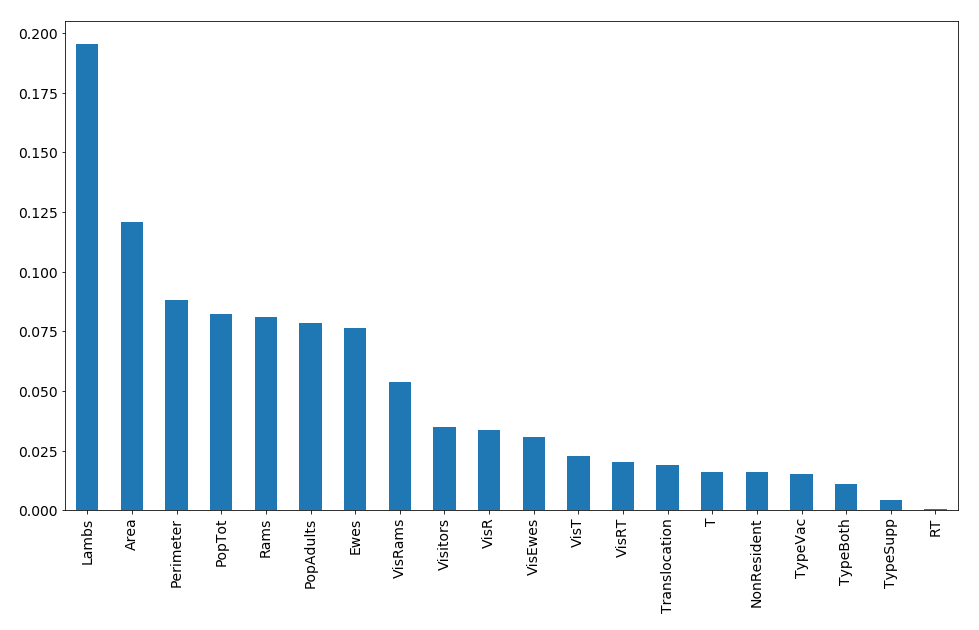 0.200
0.175
0.150
0.125
0.100
0.075
0.050
0.025
0.000
Lambs
Area
Perimeter
PopTot
Rams
PopAdults
Ewes
VisRams
Visitors
VisR
VisEwes
VisT
VisRT
Translocation
T
NonResident
TypeVac
TypeBoth
TypeSupp
RT